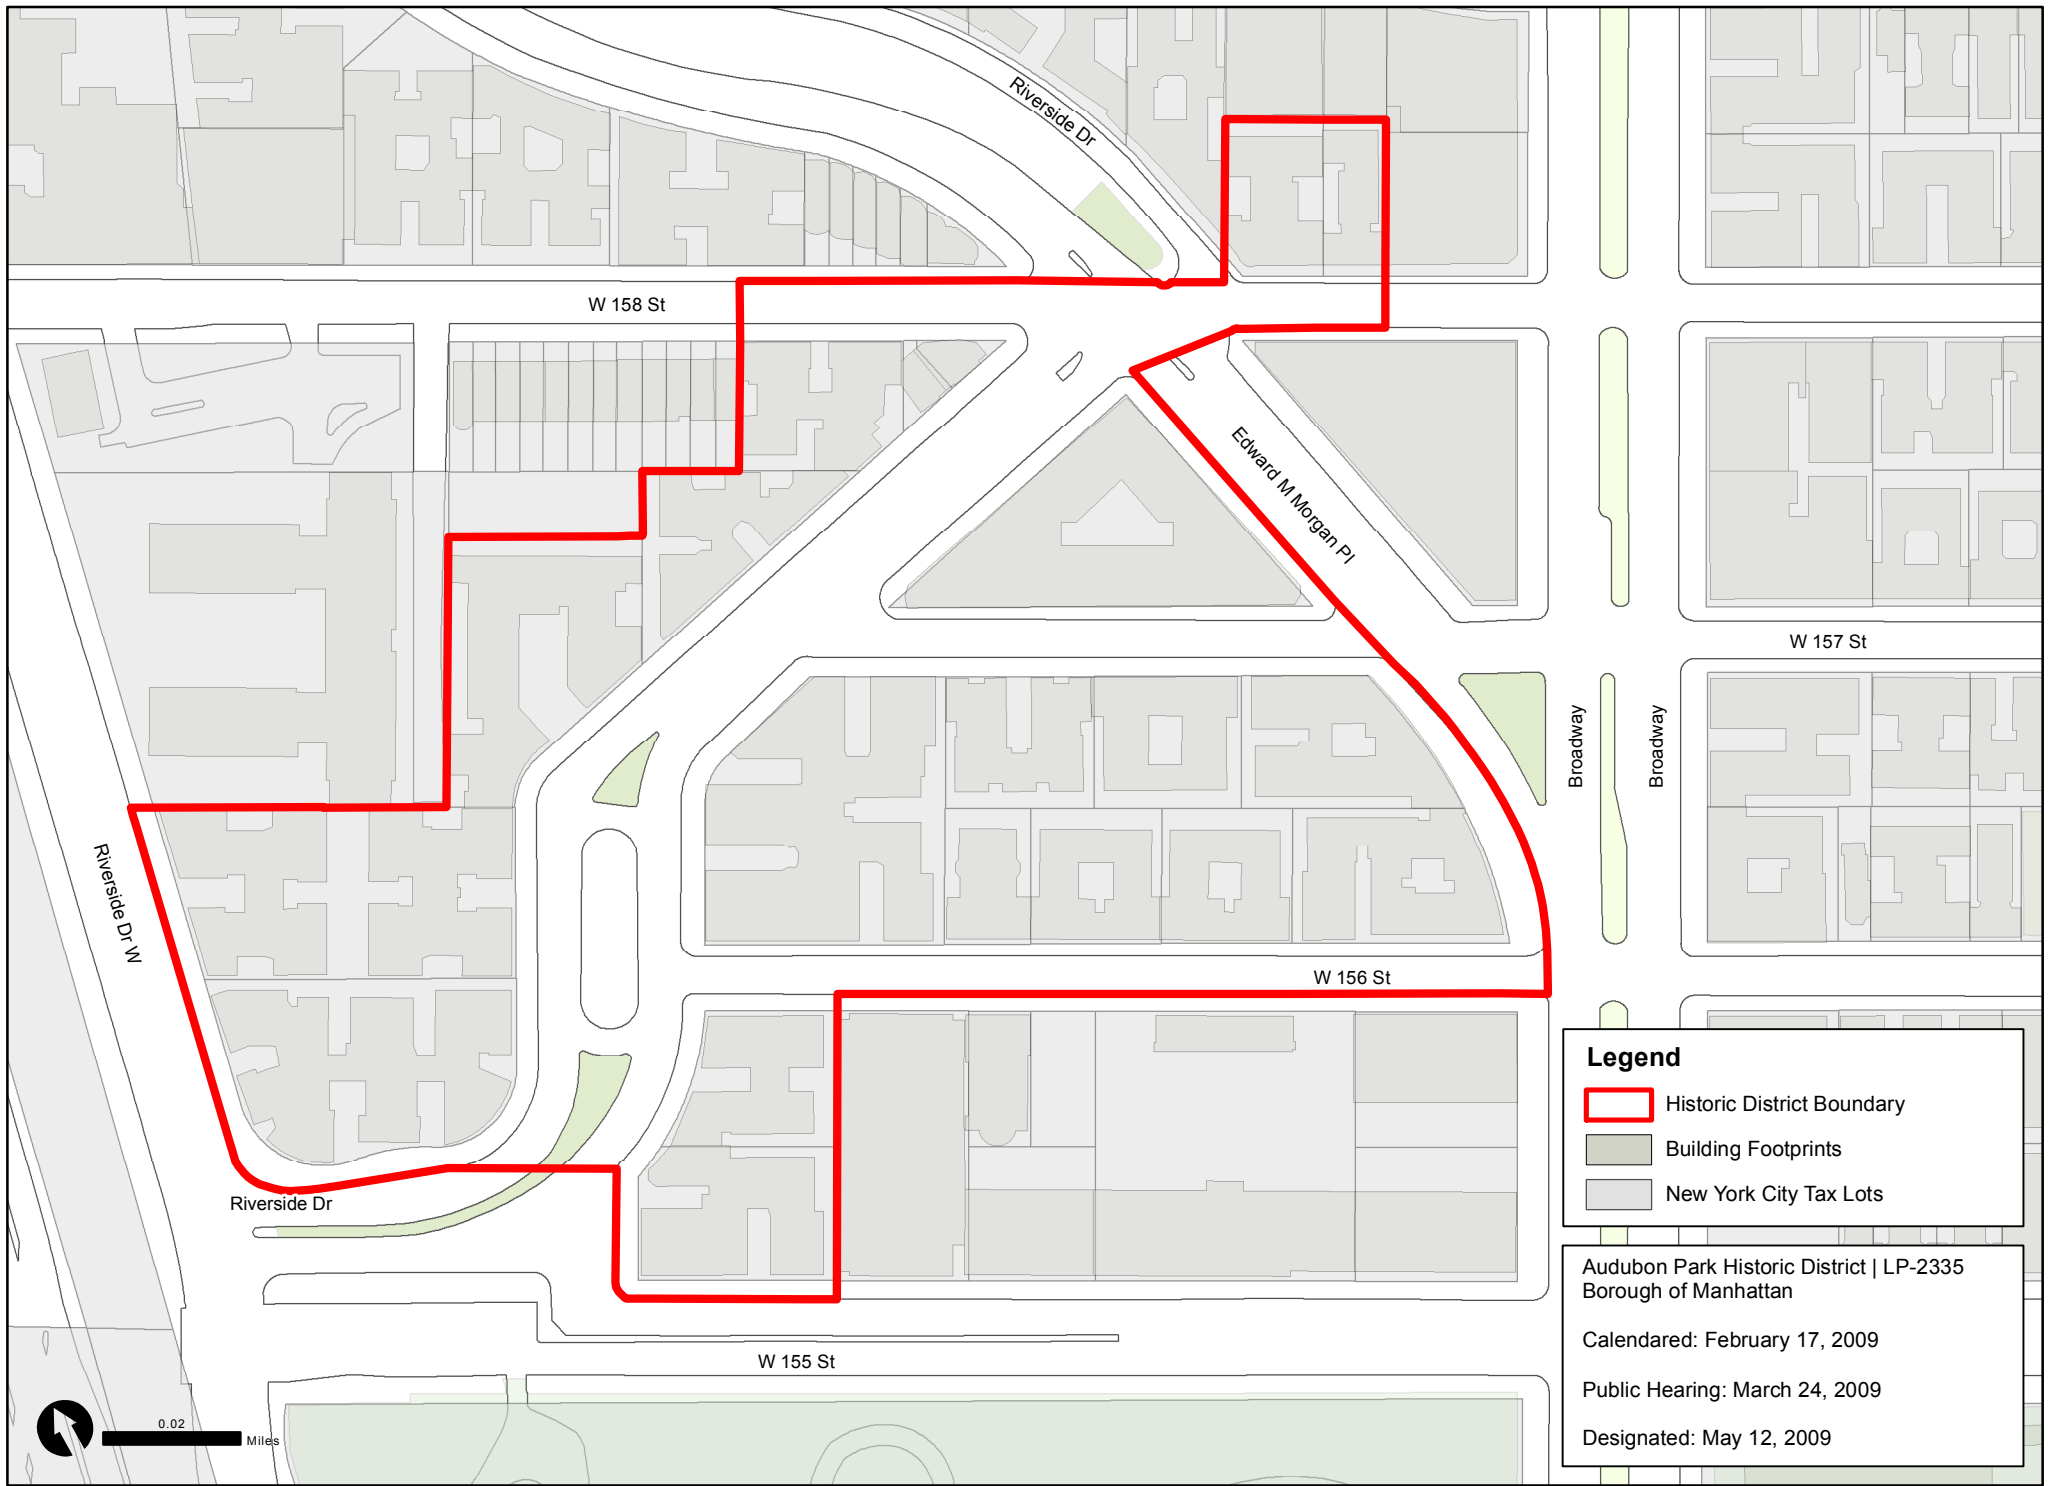 Riverside Dr
W 158 St
Edward M Morgan Pl
W 157 St
Broadway
Broadway
Riverside Dr W
W 156 St
Riverside Dr
W 155 St
0.02
Miles
Legend
Historic District Boundary
Building Footprints
New York City Tax Lots
Audubon Park Historic District | LP-2335
Borough of Manhattan
Calendared: February 17, 2009
Public Hearing: March 24, 2009
Designated: May 12, 2009